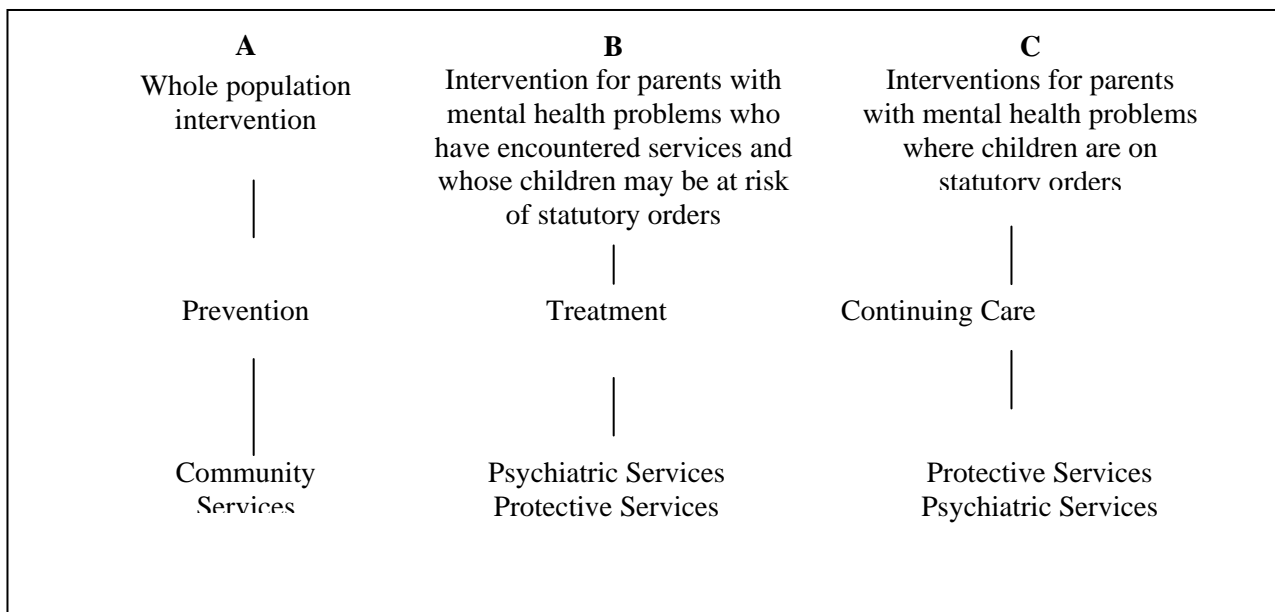 A
Whole population
intervention
Prevention
Community
Services
B
Intervention for parents with
mental health problems who
have encountered services and
whose children may be at risk
of statutory orders
Treatment
Psychiatric Services
Protective Services
C
Interventions for parents
with mental health problems
where children are on
statutory orders
Continuing Care
Protective Services
Psychiatric Services